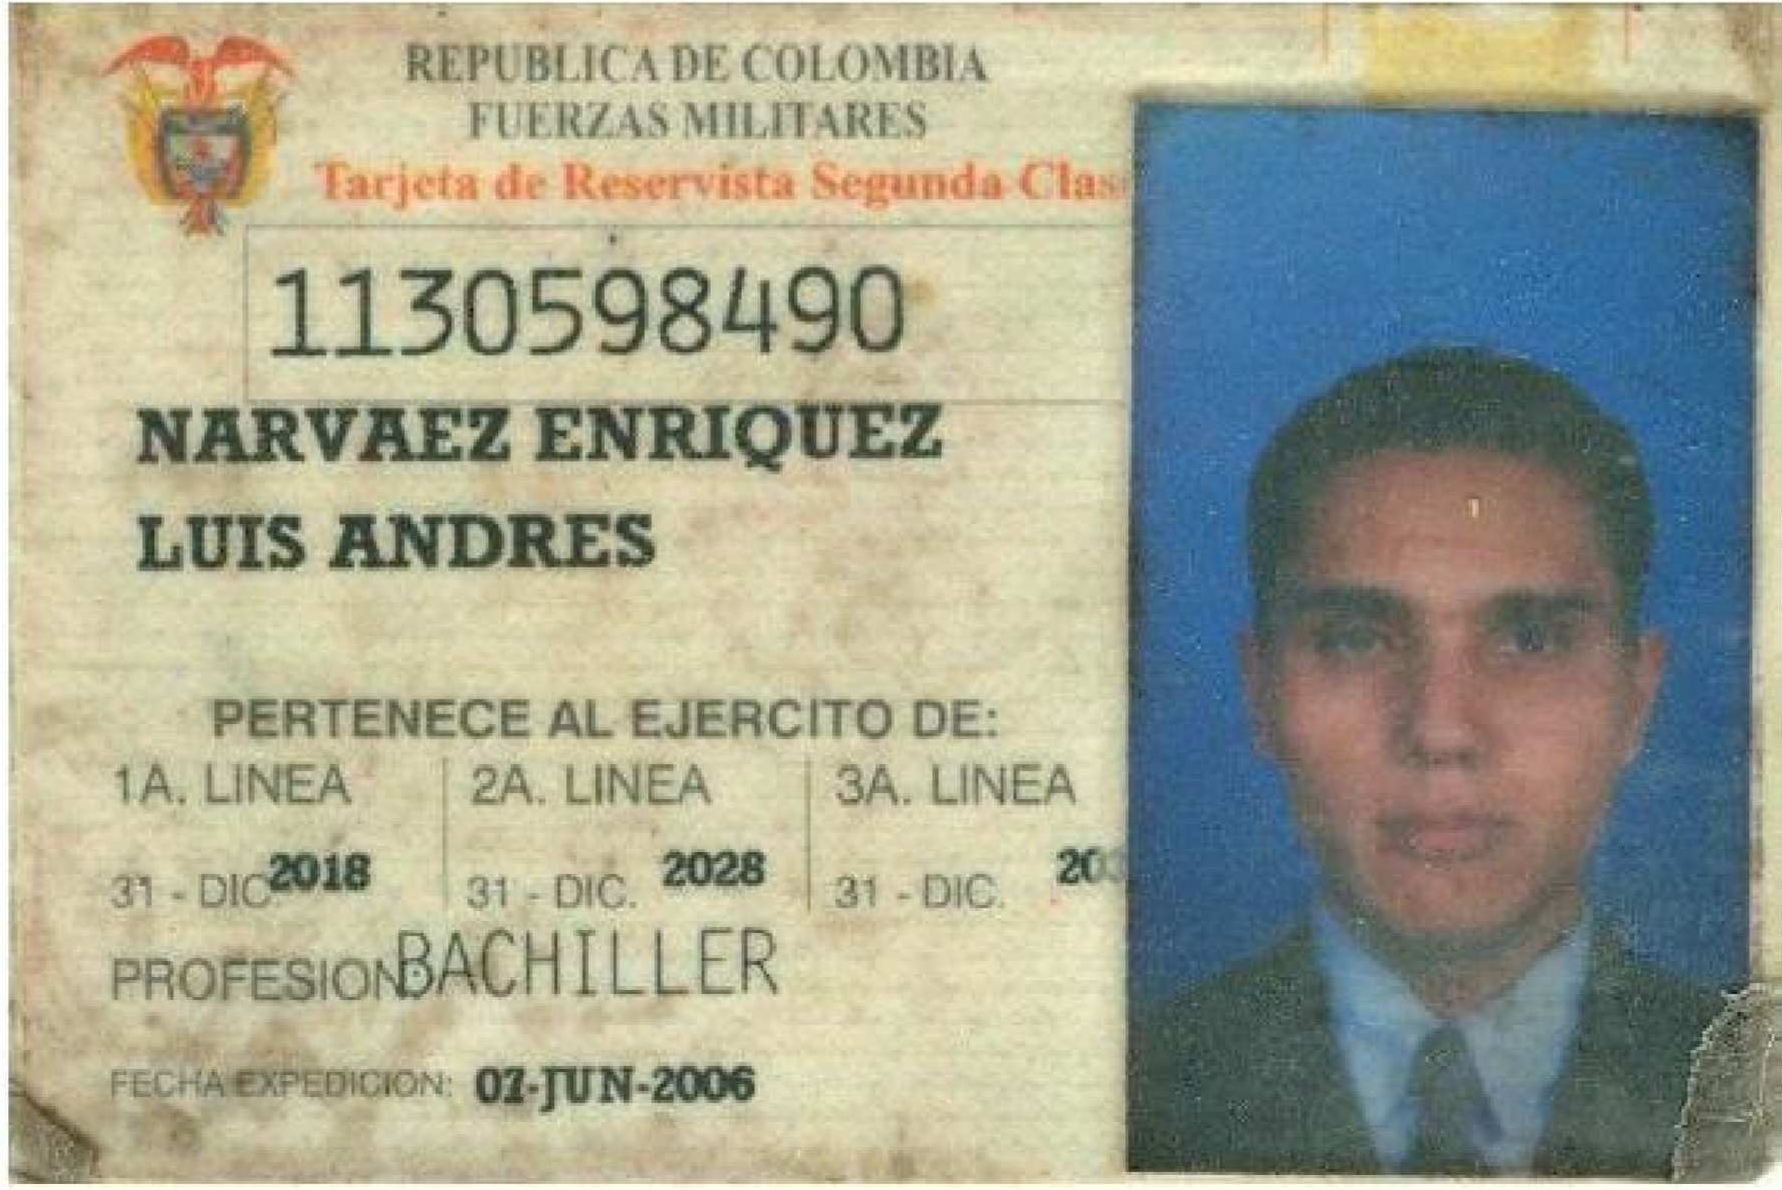 REPUBLICA DE COLOMBIA
FUERZAS MILITARES
Tarjeta de Reservista Segunda
1130598490
NARVAEZ ENRIQUEZ
LUIS ANDRES
PERTENECE AL EJERCITO DE:
1A. LINEA 2A. LINEA 3A. LINEA
31 - DIC 2018 31 - DIC. 2028 31 - DIC.
PROFESION: BACHILLER
FECHA EXPEDICION: 07-JUN-2006